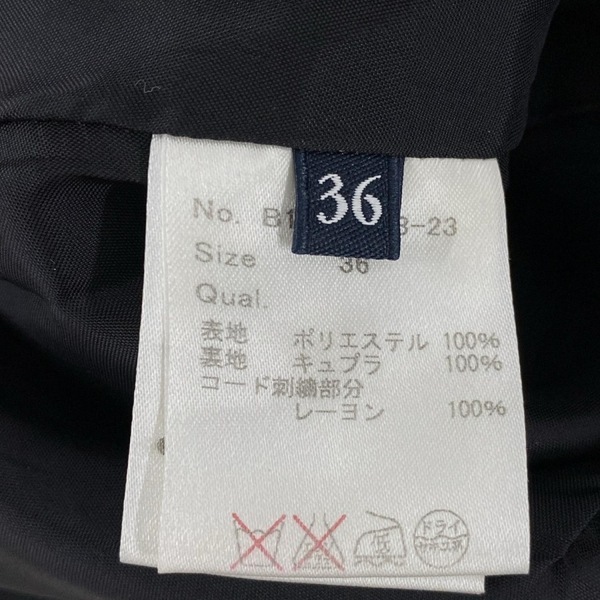 36
No. B1 3-23
Size 36
Qual.
表地 ポリエステル 100%
裏地 キュプラ 100%
コード刺繍部分
レーヨン 100%
低
ドライ
セキユ系